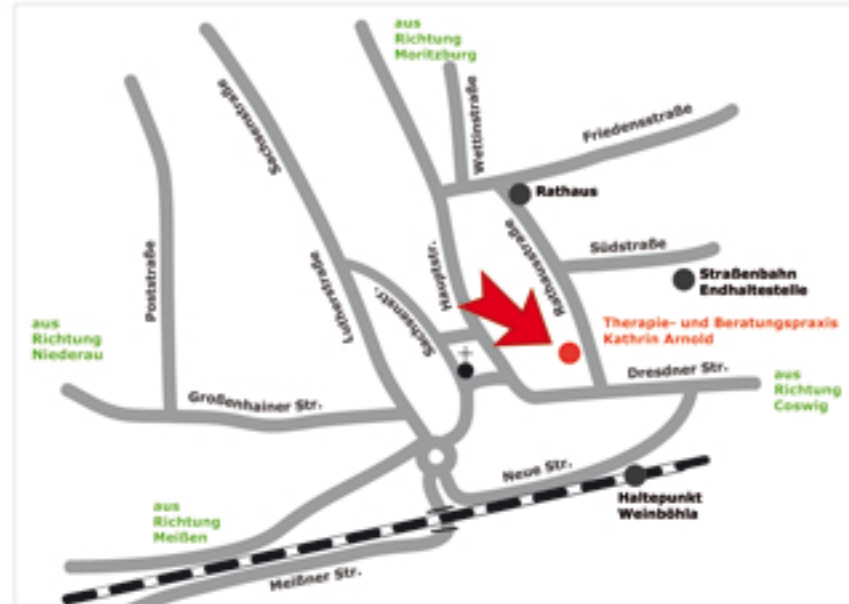 aus
Richtung
Moritzburg
Sachsenstraße
Wettinstraße
Friedensstraße
Rathaus
Poststraße
Lutherstraße
Sachsenstr.
Hauptstr.
Rathausstraße
Südstraße
Straßenbahn
Endhaltestelle
aus
Richtung
Niederau
Therapie- und Beratungspraxis
Kathrin Arnold
Dresdner Str.
aus
Richtung
Coswig
Großenhainer Str.
Neue Str.
Haltepunkt
Weinböhla
aus
Richtung
Meißen
Meißner Str.